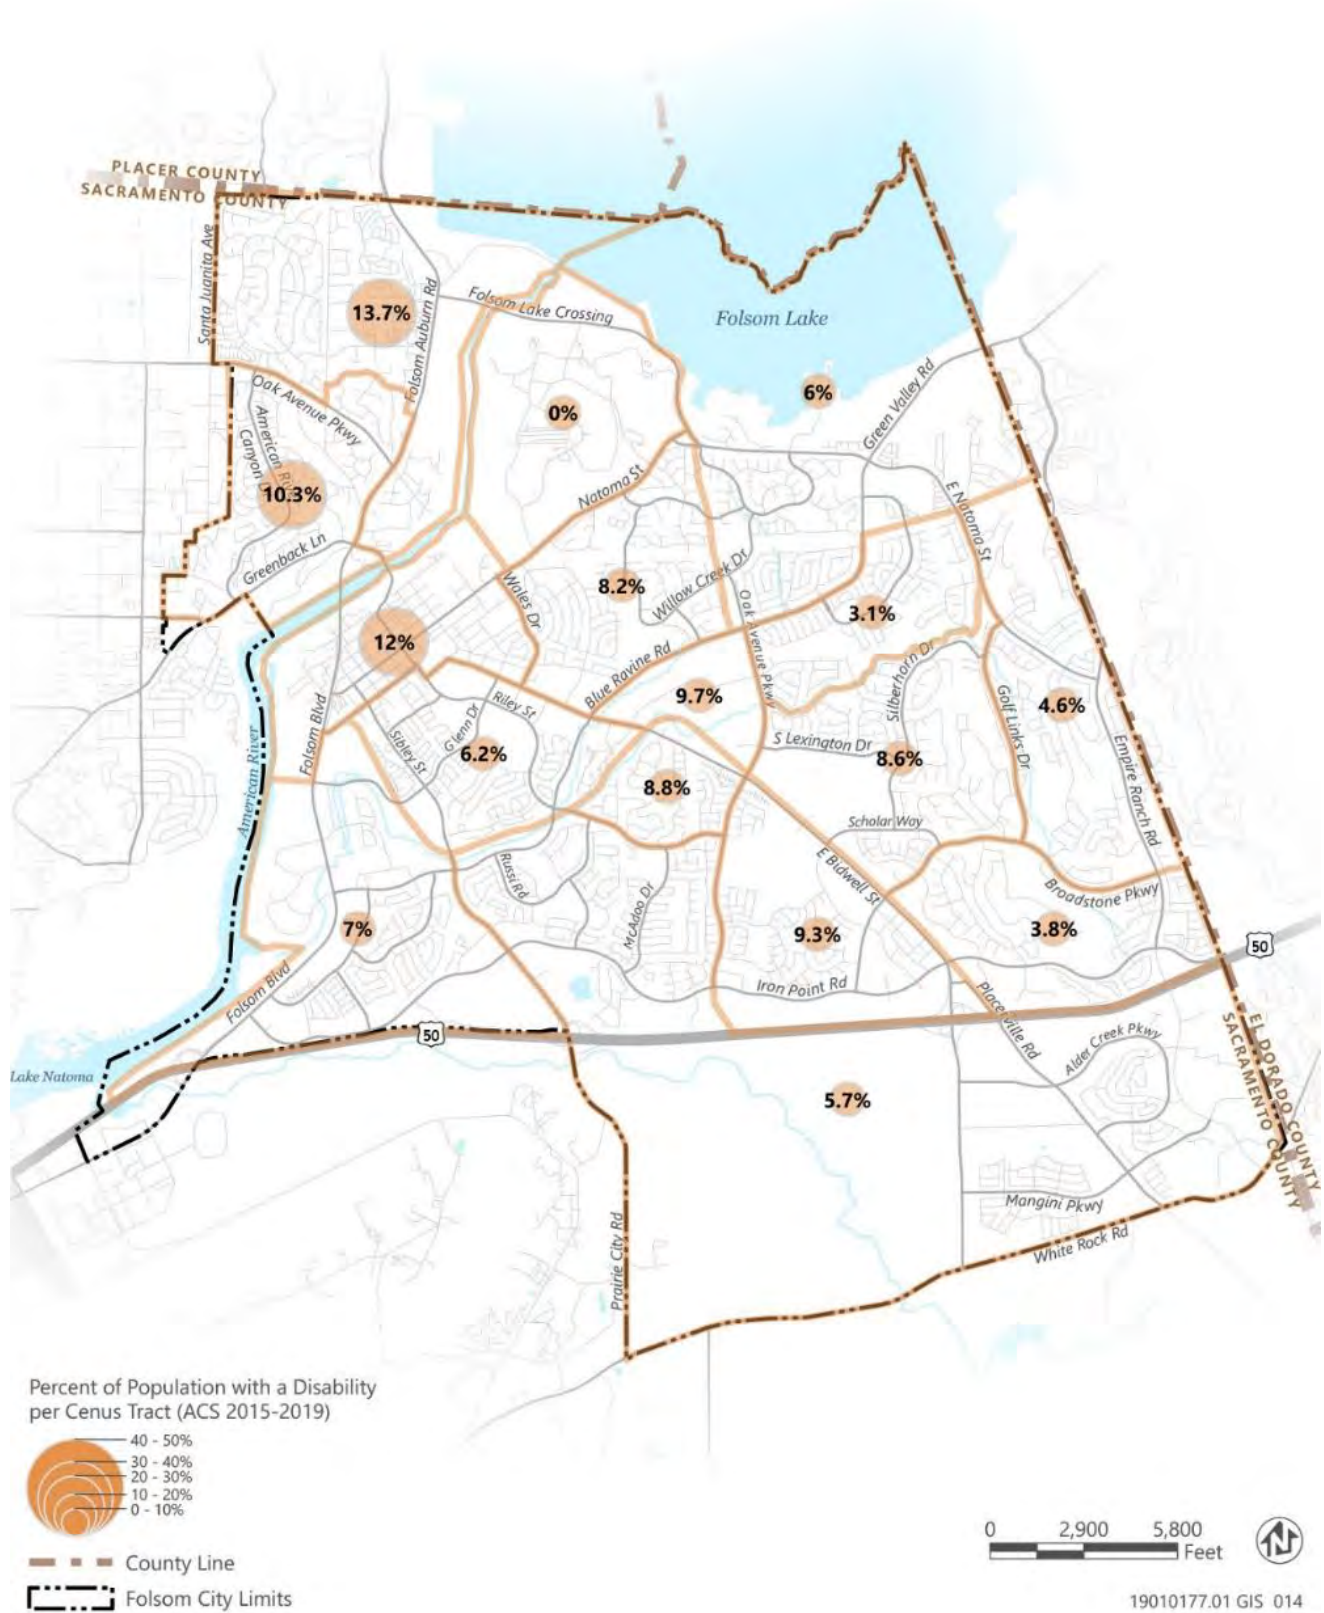 PLACER COUNTY
SACRAMENTO COUNTY
Santa Juanita Ave
13.7%
Folsom Auburn Rd
Folsom Lake Crossing
Folsom Lake
6%
Green Valley Rd
0%
Oak Avenue Pkwy
American River
Canyon D
10.3%
Natoma St
E Natoma St
Greenback Ln
Wales Dr
8.2%
Willow Creek Dr
Oak Avenue Pkwy
3.1%
12%
Blue Ravine Rd
9.7%
Silberhorn Dr
Golf Links Dr
4.6%
Riley St
Glenn Dr
Sibley St
6.2%
Folsom Blvd
S Lexington Dr
8.6%
Empire Ranch Rd
American River
8.8%
Scholar Way
E Bidwell St
Russi Rd
McAdoo Dr
Broadstone Pkwy
7%
9.3%
3.8%
50
Folsom Blvd
Iron Point Rd
Placerville Rd
50
Alder Creek Pkwy
EL DORADO COUNTY
SACRAMENTO COUNTY
Lake Natoma
5.7%
Mangini Pkwy
White Rock Rd
Prairie City Rd
Percent of Population with a Disability
per Cenus Tract (ACS 2015-2019)
40 - 50%
30 - 40%
20 - 30%
10 - 20%
0 - 10%
County Line
Folsom City Limits
0 2,900 5,800
Feet
N
19010177.01 GIS 014